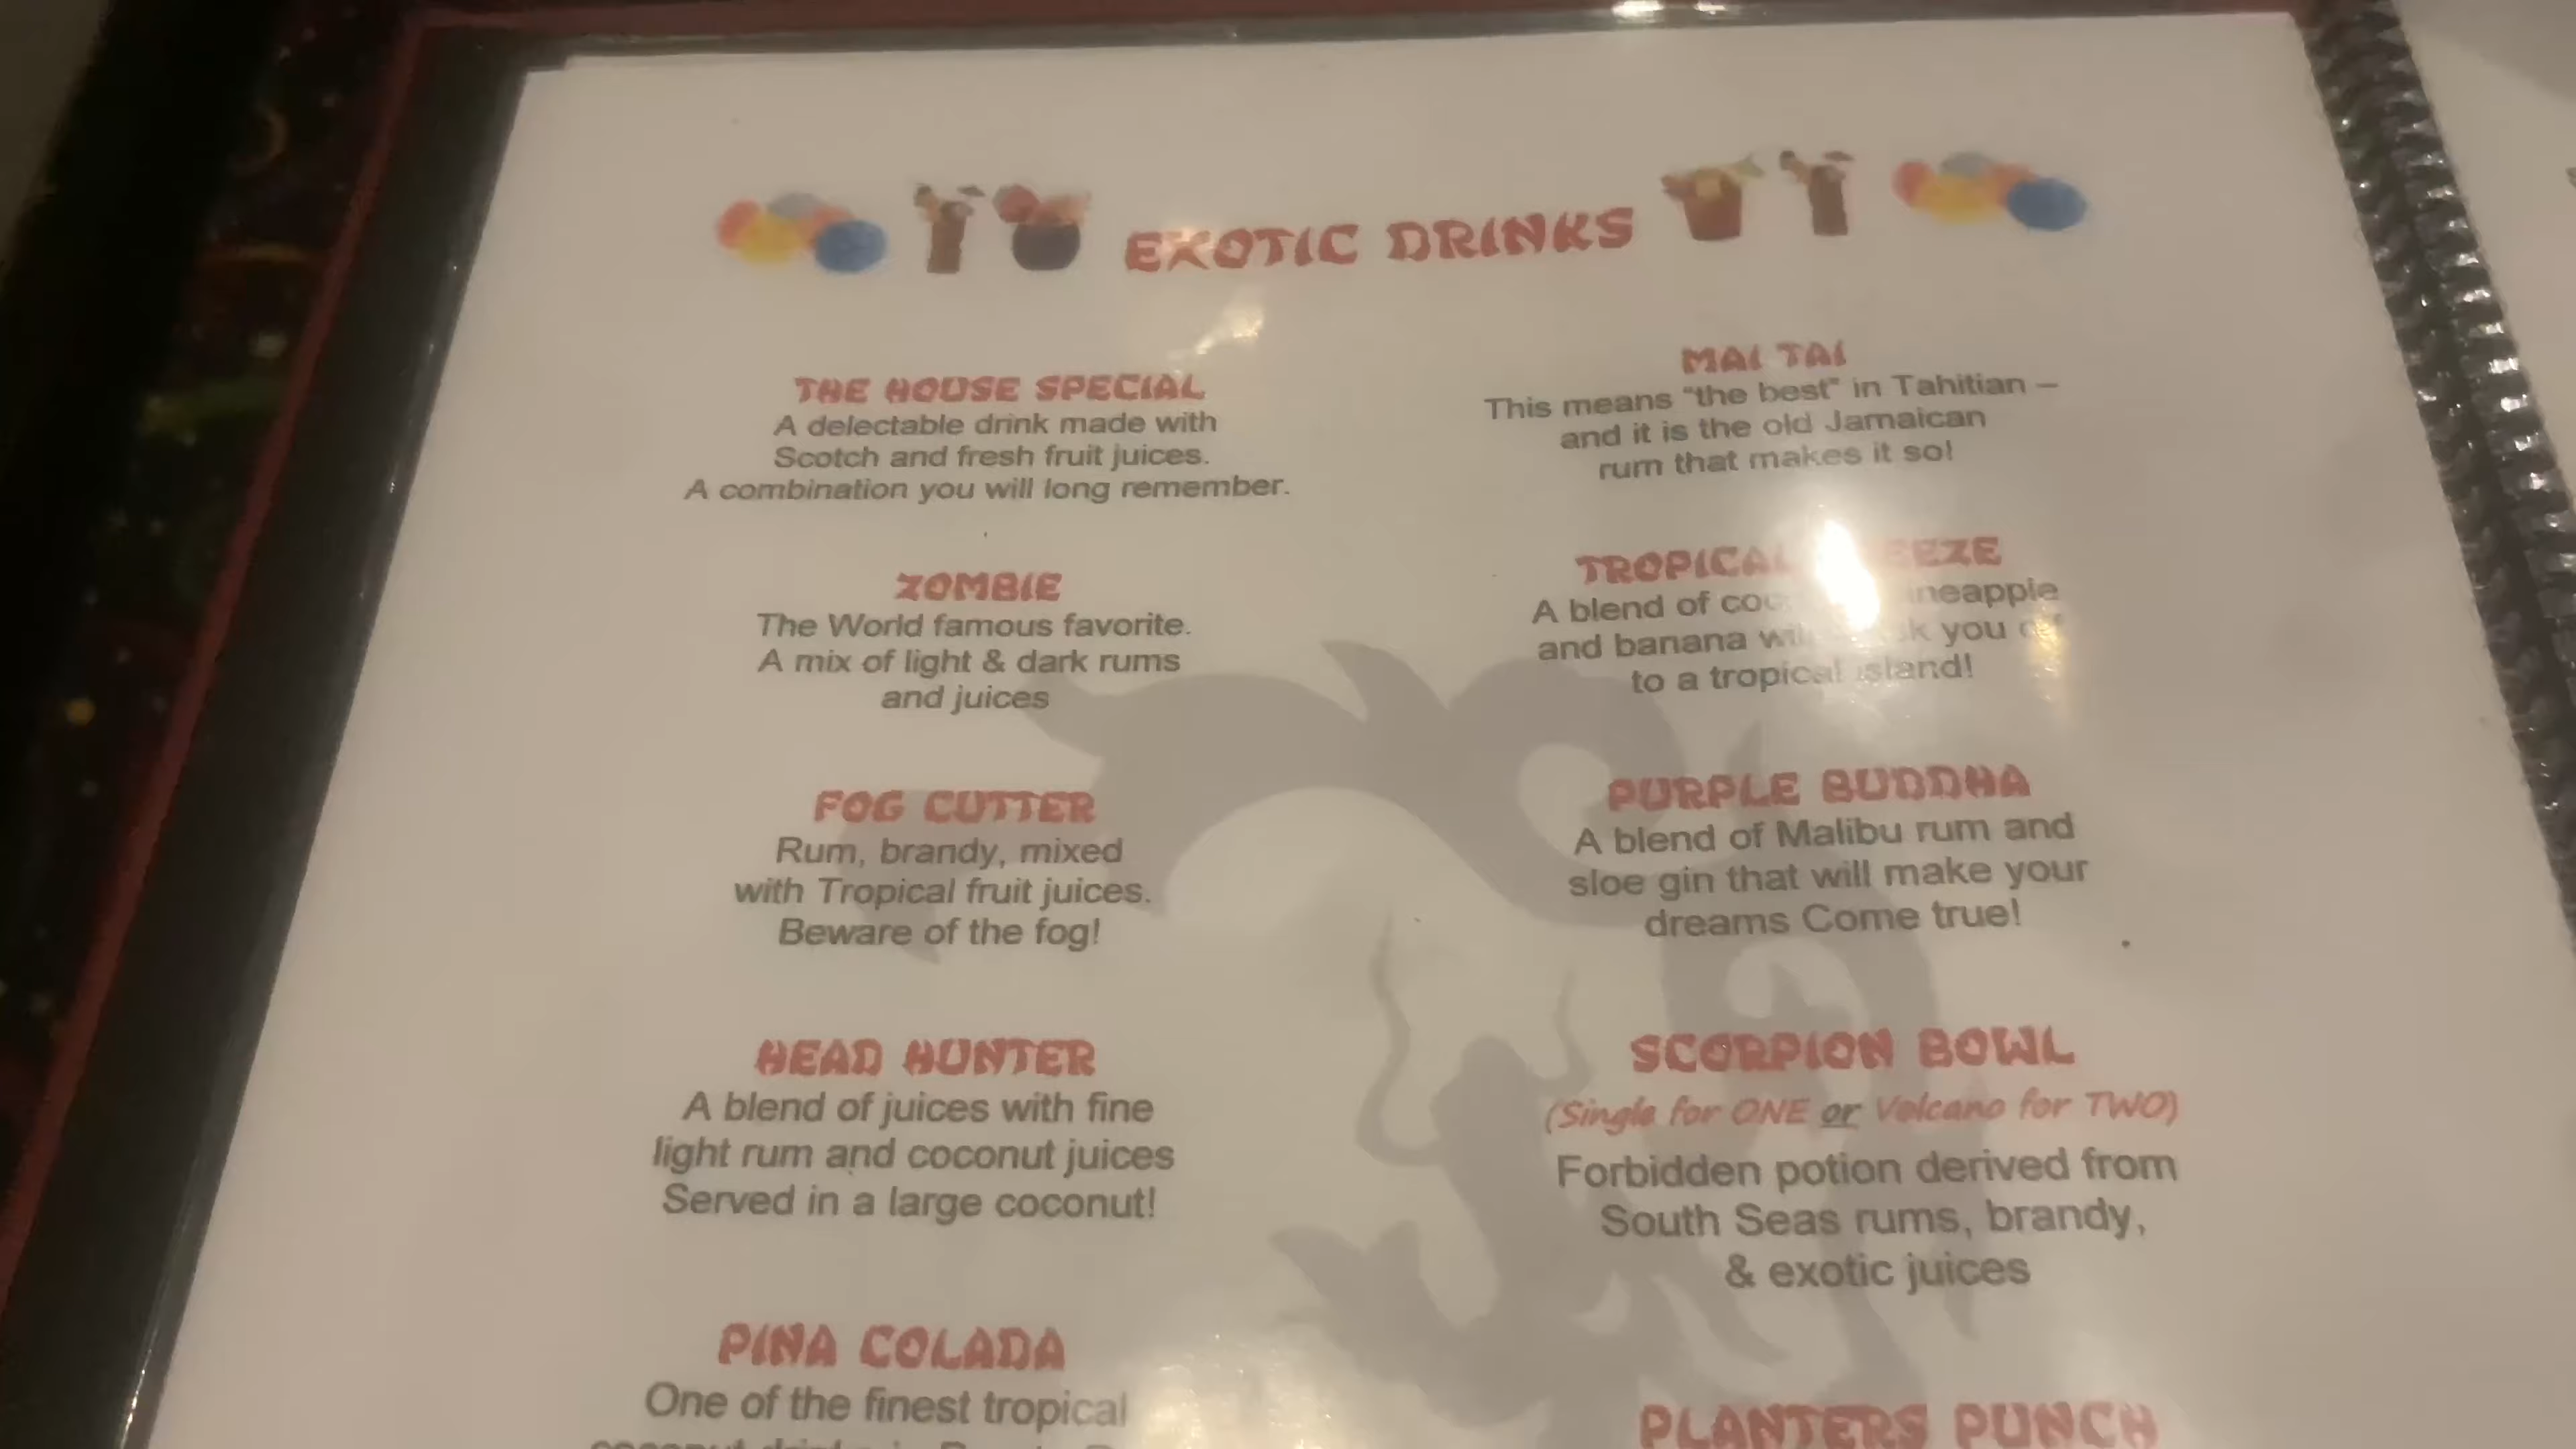 EXOTIC DRINKS
THE HOUSE SPECIAL
A delectable drink made with
Scotch and fresh fruit juices.
A combination you will long remember.
ZOMBIE
The World famous favorite.
A mix of light & dark rums
and juices
FOG CUTTER
Rum, brandy, mixed
with Tropical fruit juices.
Beware of the fog!
HEAD HUNTER
A blend of juices with fine
light rum and coconut juices
Served in a large coconut!
PINA COLADA
One of the finest tropical
MAI TAI
This means "the best" in Tahitian –
and it is the old Jamaican
rum that makes it so!
TROPICAL
A blend of
and banana you
to a tropical island!
PURPLE BUDDHA
A blend of Malibu rum and
sloe gin that will make your
dreams Come true!
SCORPION BOWL
(Single for ONE or Volcano for TWO)
Forbidden potion derived from
South Seas rums, brandy,
& exotic juices
PLANTERS PUNCH